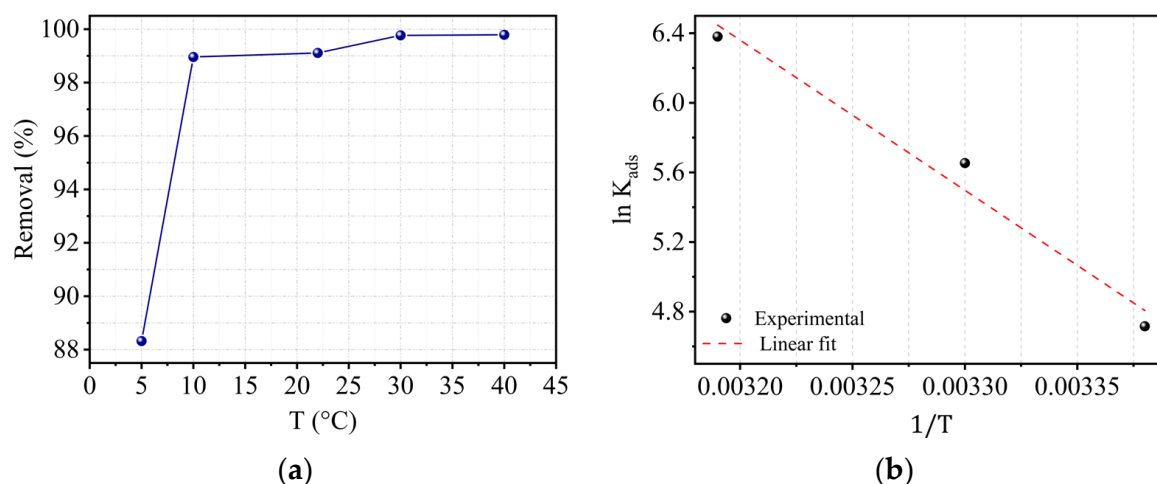 100
98
96
94
92
90
88
Removal (%)
0 5 10 15 20 25 30 35 40 45
T (°C)
(a)
6.4
6.0
5.6
5.2
4.8
ln K_ads
Experimental
Linear fit
0.00320 0.00325 0.00330 0.00335
1/T
(b)